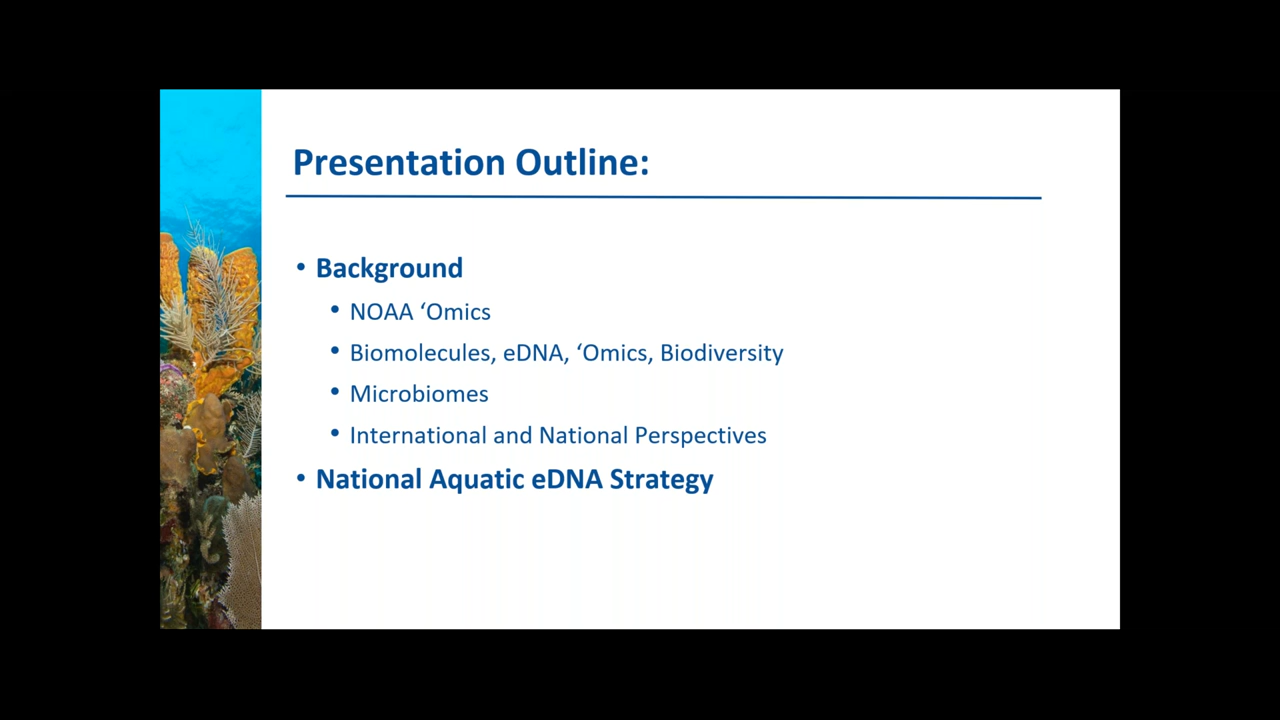 Presentation Outline:
• Background
• NOAA ‘Omics
• Biomolecules, eDNA, ‘Omics, Biodiversity
• Microbiomes
• International and National Perspectives
• National Aquatic eDNA Strategy